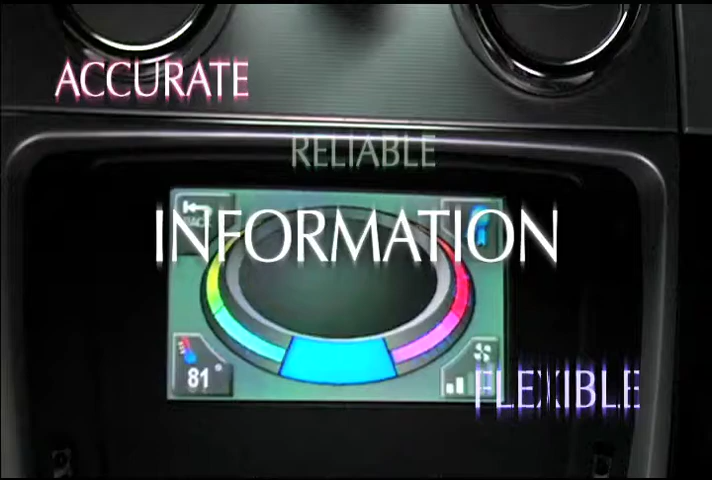 ACCURATE
RELIABLE
INFORMATION
81°
FLEXIBLE